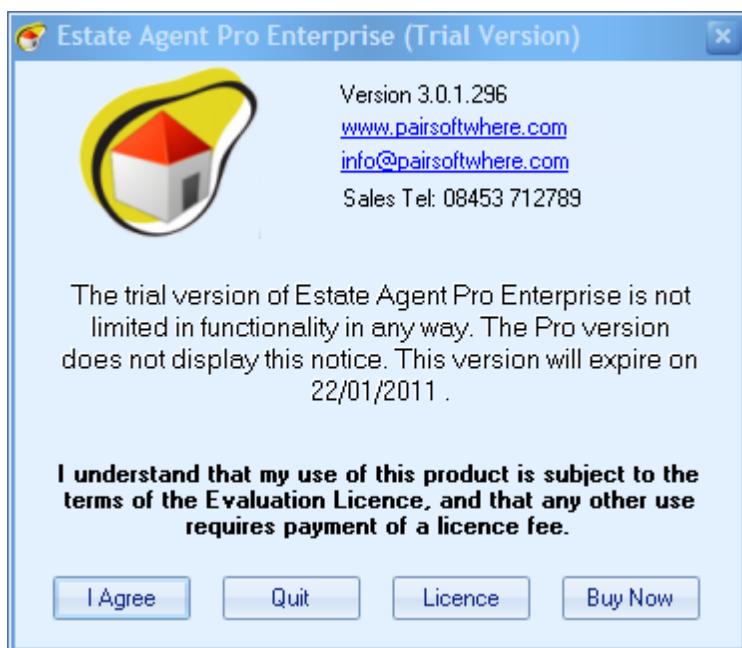 Estate Agent Pro Enterprise (Trial Version)
Version 3.0.1.296
www.pairsoftwhere.com
info@pairsoftwhere.com
Sales Tel: 08453 712789
The trial version of Estate Agent Pro Enterprise is not
limited in functionality in any way. The Pro version
does not display this notice. This version will expire on
22/01/2011 .
I understand that my use of this product is subject to the
terms of the Evaluation Licence, and that any other use
requires payment of a licence fee.
I Agree Quit Licence Buy Now